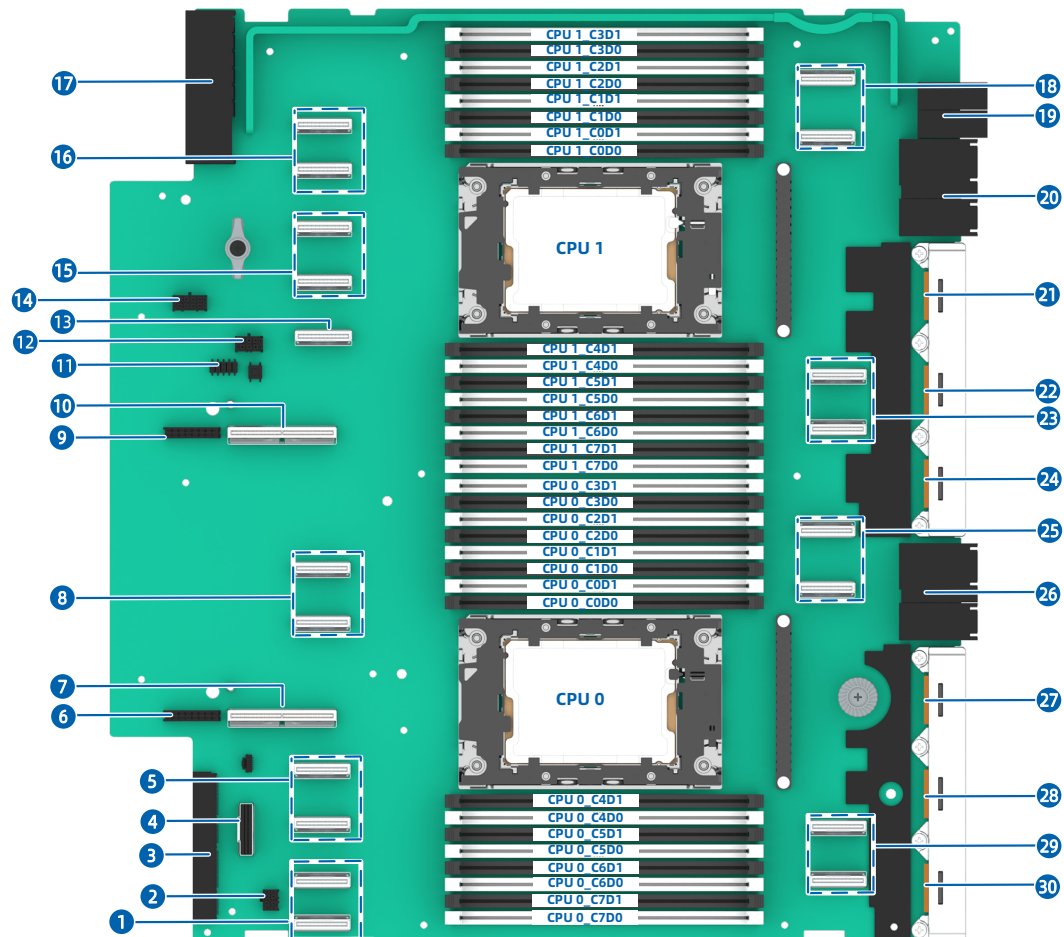 CPU 1_C3D1
CPU 1_C3D0
CPU 1_C2D1
CPU 1_C2D0
CPU 1_C1D1
CPU 1_C1D0
CPU 1_C0D1
CPU 1_C0D0
17
18
19
16
20
CPU 1
15
21
14
13
12
CPU 1_C4D1
11
CPU 1_C4D0
CPU 1_C5D1
22
CPU 1_C5D0
10
CPU 1_C6D1
23
CPU 1_C6D0
9
CPU 1_C7D1
CPU 1_C7D0
24
CPU 0_C3D1
CPU 0_C3D0
CPU 0_C2D1
25
CPU 0_C2D0
CPU 0_C1D1
8
CPU 0_C1D0
CPU 0_C0D1
26
CPU 0_C0D0
7
CPU 0
27
6
5
28
CPU 0_C4D1
4
CPU 0_C4D0
CPU 0_C5D1
29
3
CPU 0_C5D0
CPU 0_C6D1
30
CPU 0_C6D0
2
CPU 0_C7D1
1
CPU 0_C7D0